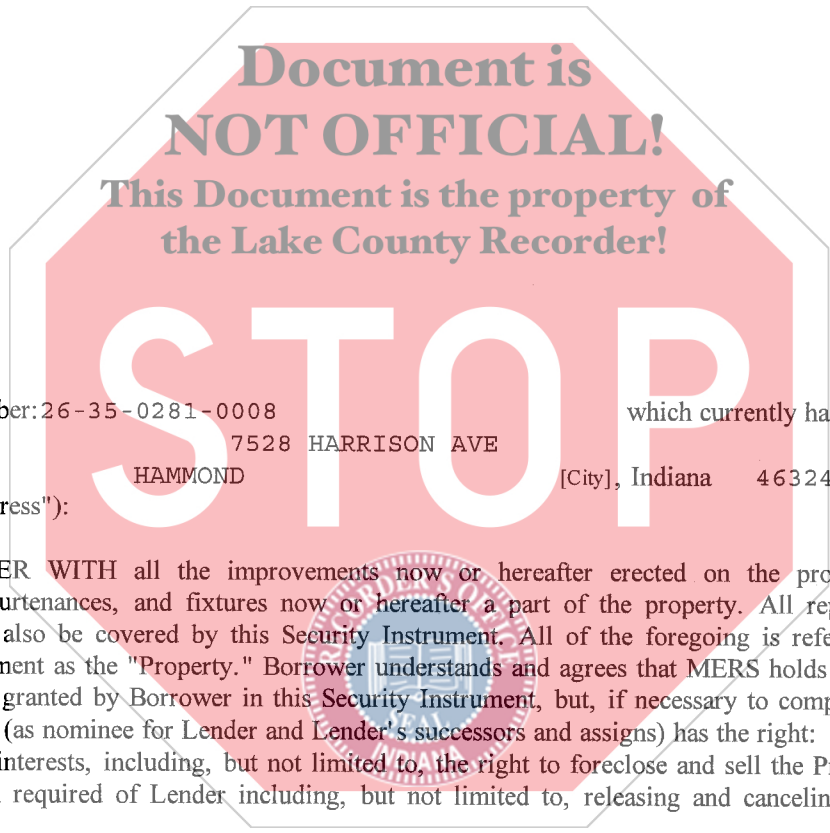 Document is
NOT OFFICIAL!
This Document is the property of
the Lake County Recorder!
STOP
ber:26-35-0281-0008 which currently ha
7528 HARRISON AVE
HAMMOND [City], Indiana 46324
ress"):
ER WITH all the improvements now or hereafter erected on the pro
urtenances, and fixtures now or hereafter a part of the property. All rep
also be covered by this Security Instrument. All of the foregoing is refe
ment as the "Property." Borrower understands and agrees that MERS holds
granted by Borrower in this Security Instrument, but, if necessary to comp
(as nominee for Lender and Lender's successors and assigns) has the right:
interests, including, but not limited to, the right to foreclose and sell the Pr
required of Lender including, but not limited to, releasing and cancelin
RECORDER'S OFFICE
SEAL
INDIANA